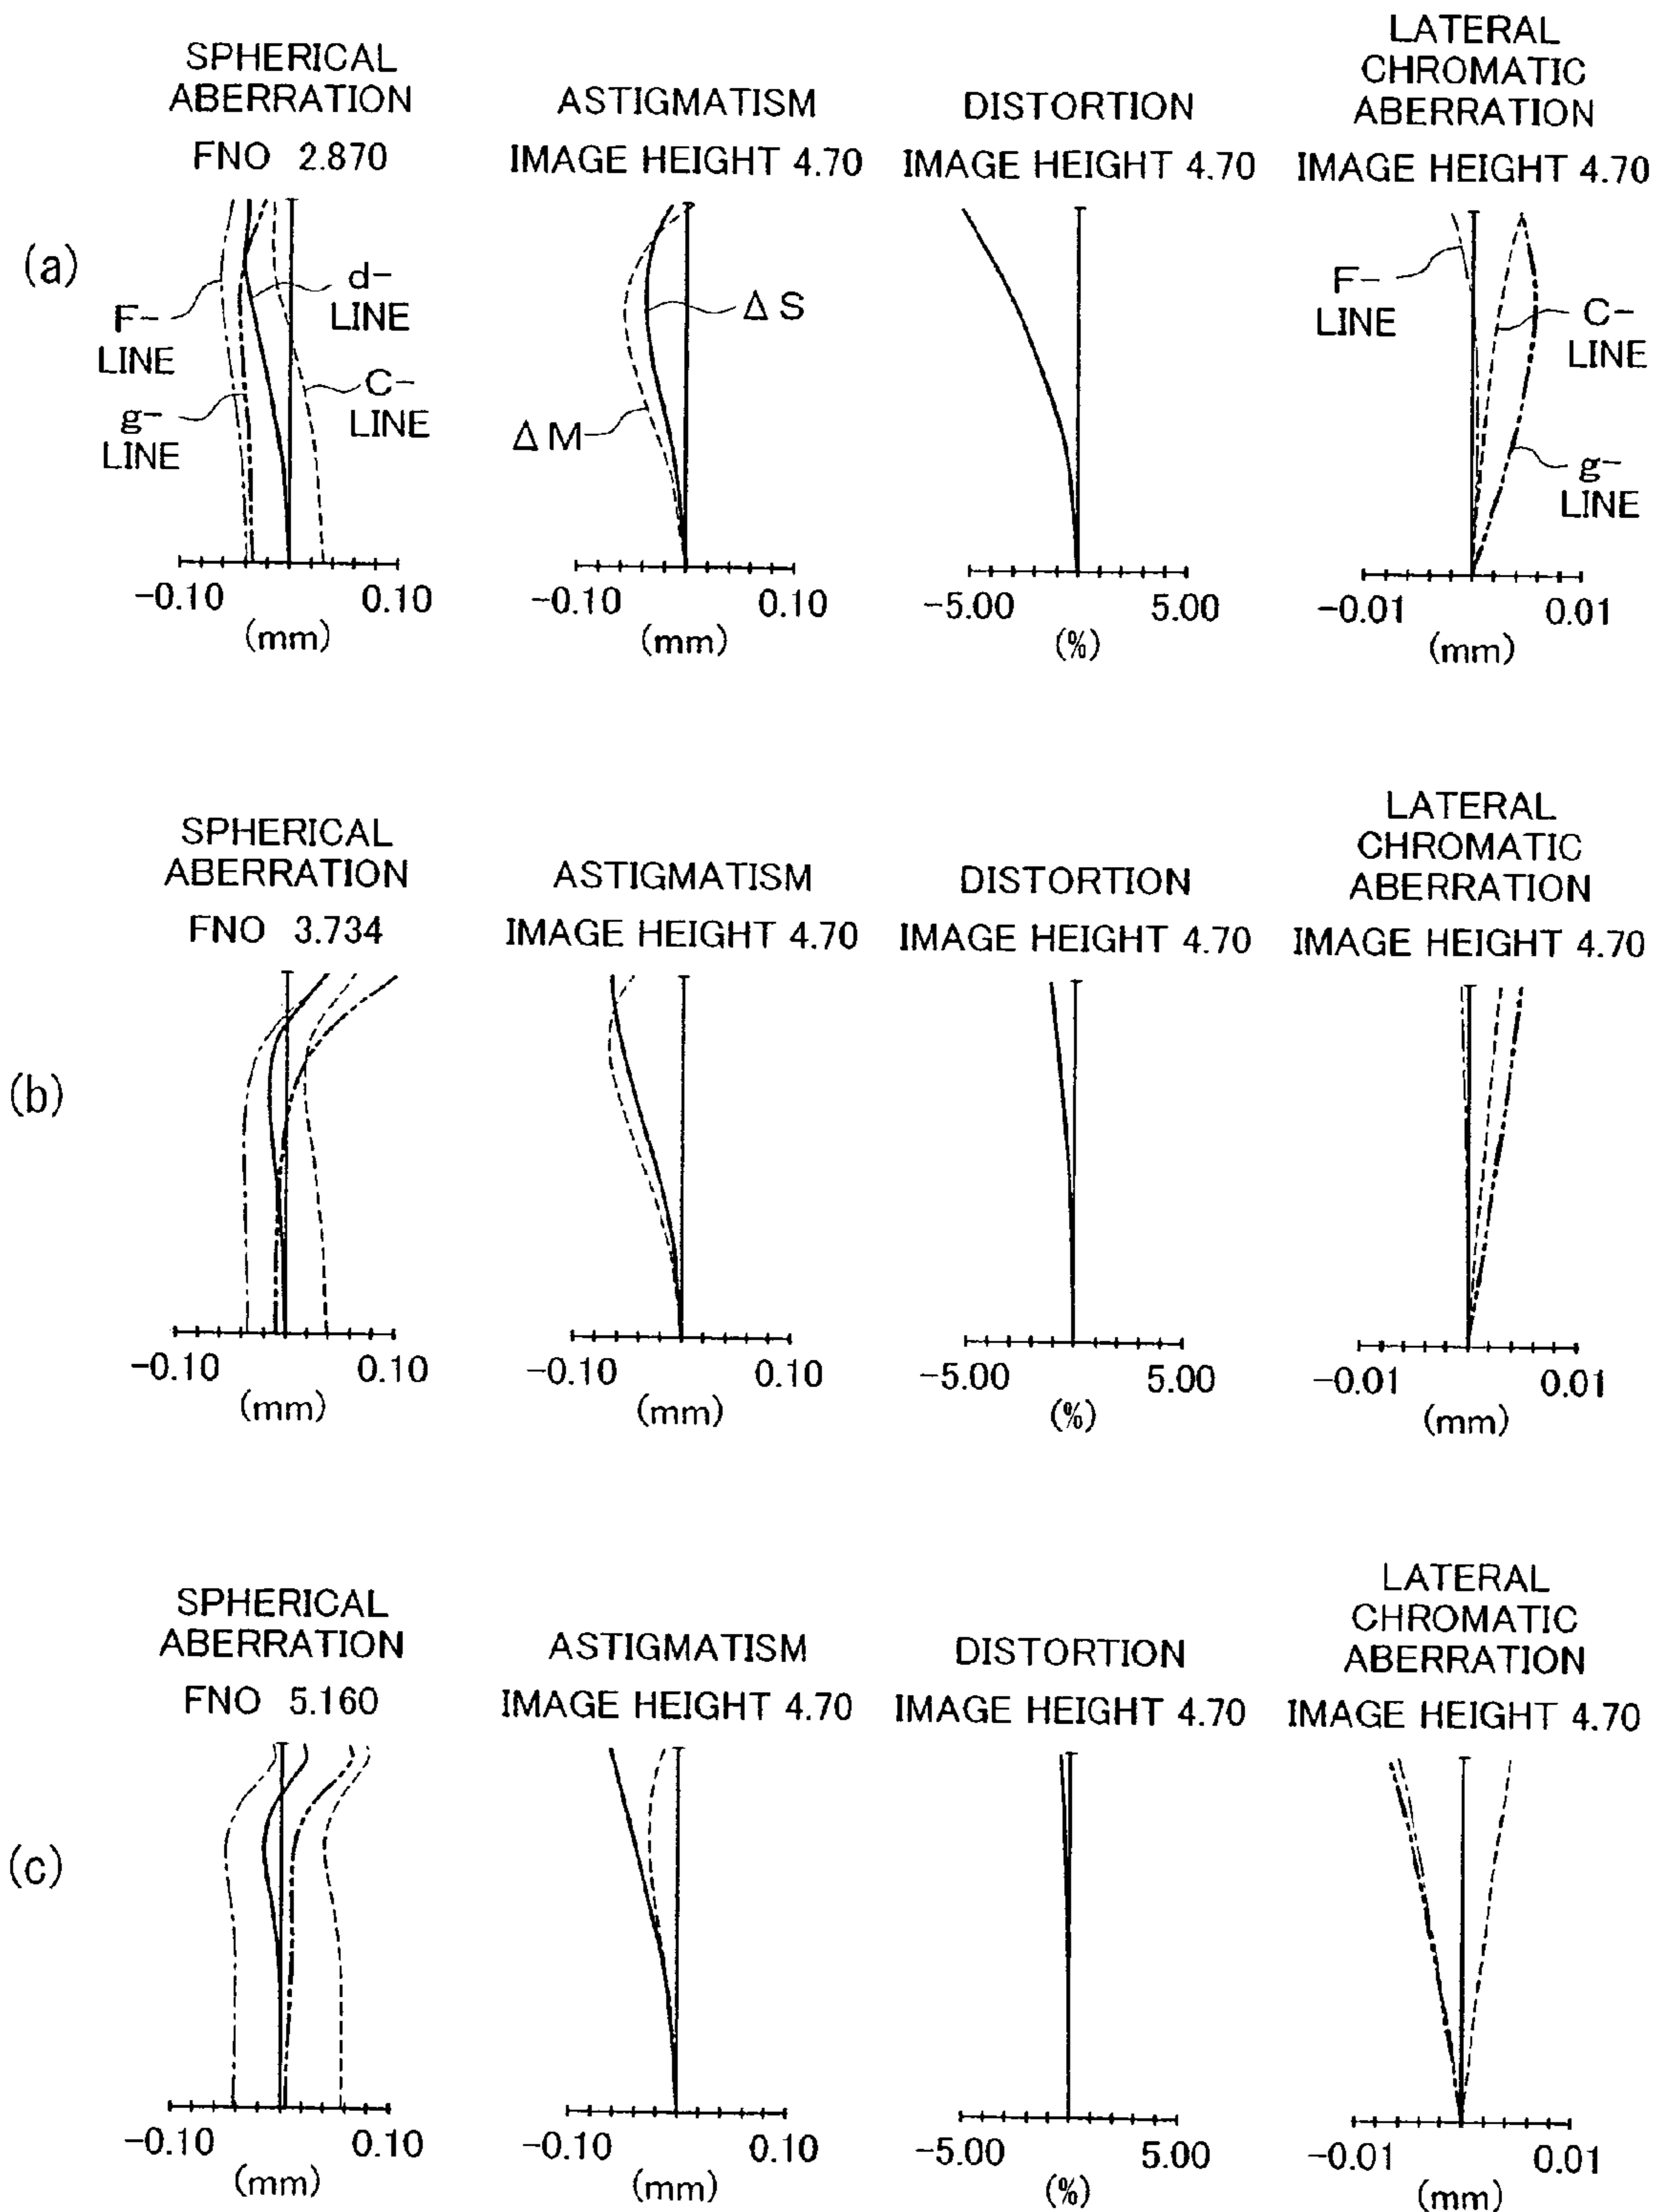 SPHERICAL
ABERRATION
FNO 2.870
ASTIGMATISM
IMAGE HEIGHT 4.70
DISTORTION
IMAGE HEIGHT 4.70
LATERAL
CHROMATIC
ABERRATION
IMAGE HEIGHT 4.70
(a)
F-
LINE
d-
LINE
g-
LINE
C-
LINE
-0.10
0.10
(mm)
ΔS
ΔM
-0.10
0.10
(mm)
-5.00
5.00
(%)
F-
LINE
C-
LINE
g-
LINE
-0.01
0.01
(mm)
SPHERICAL
ABERRATION
FNO 3.734
ASTIGMATISM
IMAGE HEIGHT 4.70
DISTORTION
IMAGE HEIGHT 4.70
LATERAL
CHROMATIC
ABERRATION
IMAGE HEIGHT 4.70
(b)
-0.10
0.10
(mm)
-0.10
0.10
(mm)
-5.00
5.00
(%)
-0.01
0.01
(mm)
SPHERICAL
ABERRATION
FNO 5.160
ASTIGMATISM
IMAGE HEIGHT 4.70
DISTORTION
IMAGE HEIGHT 4.70
LATERAL
CHROMATIC
ABERRATION
IMAGE HEIGHT 4.70
(c)
-0.10
0.10
(mm)
-0.10
0.10
(mm)
-5.00
5.00
(%)
-0.01
0.01
(mm)